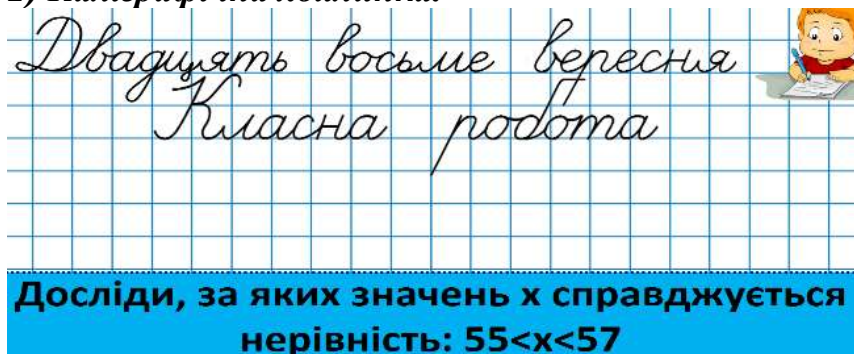 Двадцять восьме вересня
Класна робота
Досліди, за яких значень х справджується
нерівність: 55<х<57